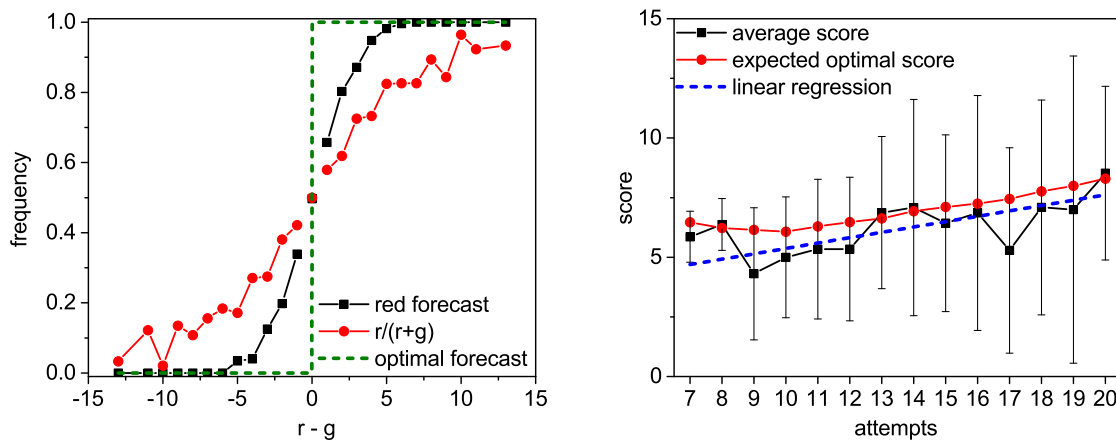 1.0
0.8
0.6
0.4
0.2
0.0
frequency
red forecast
r/(r+g)
optimal forecast
-15 -10 -5 0 5 10 15
r - g
15
10
5
0
score
average score
expected optimal score
linear regression
7 8 9 10 11 12 13 14 15 16 17 18 19 20
attempts